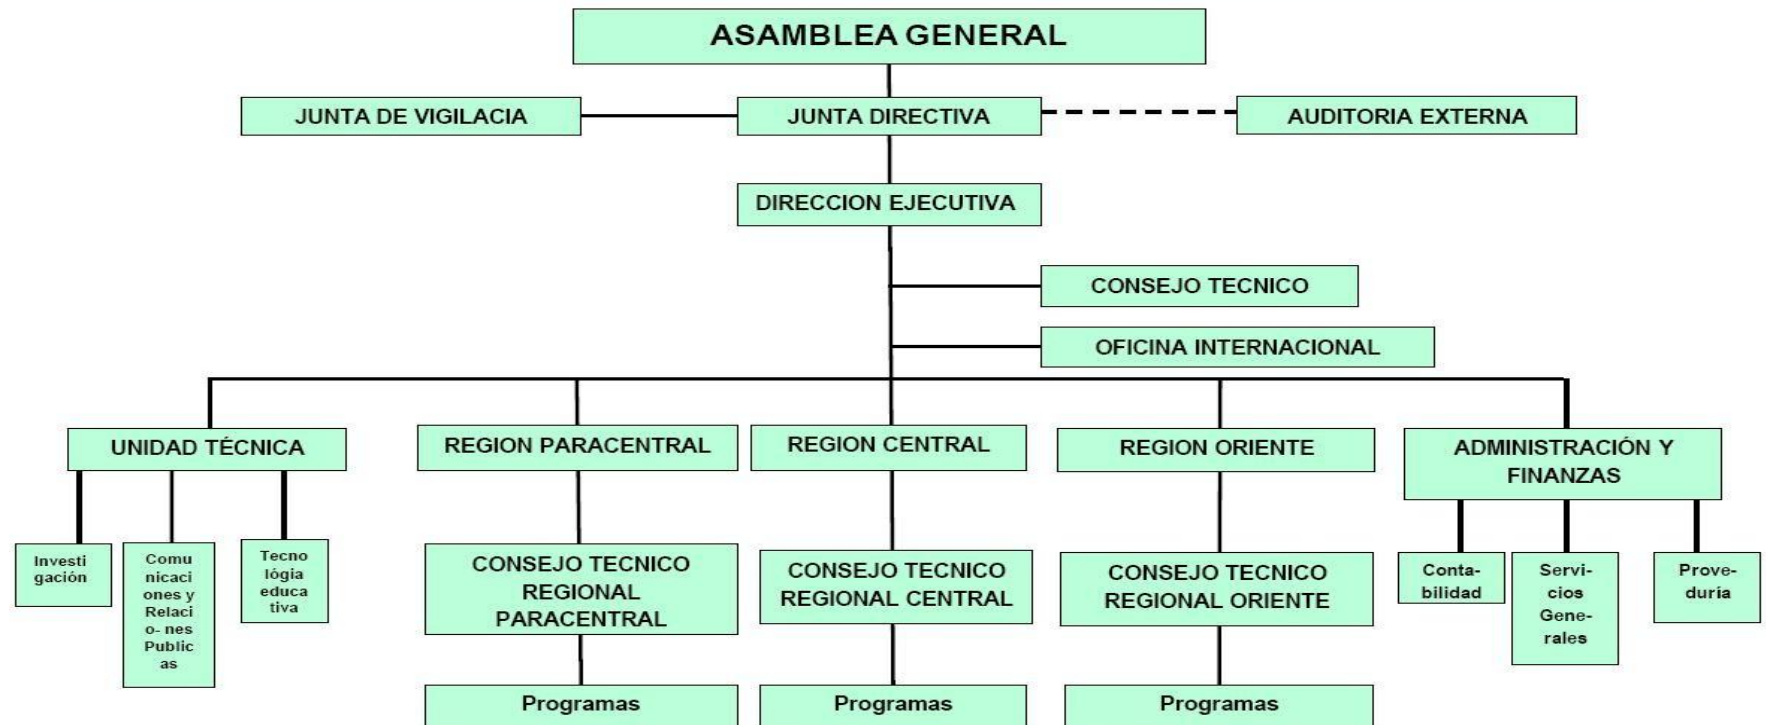 ASAMBLEA GENERAL
JUNTA DE VIGILACIA
JUNTA DIRECTIVA
AUDITORIA EXTERNA
DIRECCION EJECUTIVA
CONSEJO TECNICO
OFICINA INTERNACIONAL
UNIDAD TÉCNICA
REGION PARACENTRAL
REGION CENTRAL
REGION ORIENTE
ADMINISTRACIÓN Y
FINANZAS
Investi
gación
Comu
nicaci
ones y
Relaci
o- nes
Public
as
Tecno
lógia
educa
tiva
CONSEJO TECNICO
REGIONAL
PARACENTRAL
CONSEJO TECNICO
REGIONAL CENTRAL
CONSEJO TECNICO
REGIONAL ORIENTE
Conta-
bilidad
Servi-
cios
Gene-
rales
Prove-
duria
Programas
Programas
Programas